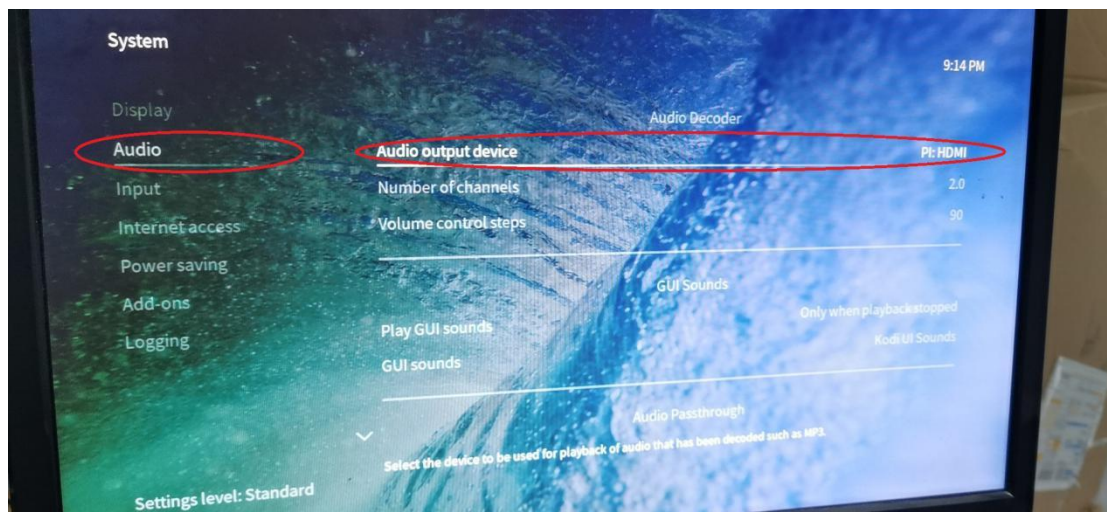 System
9:14 PM
Display
Audio
Input
Internet access
Power saving
Add-ons
Logging
Audio Decoder
Audio output device PI: HDMI
Number of channels 2.0
Volume control steps 90
GUI Sounds
Play GUI sounds Only when playback stopped
GUI sounds Kodi UI Sounds
Audio Passthrough
Select the device to be used for playback of audio that has been decoded such as MP3.
Settings level: Standard